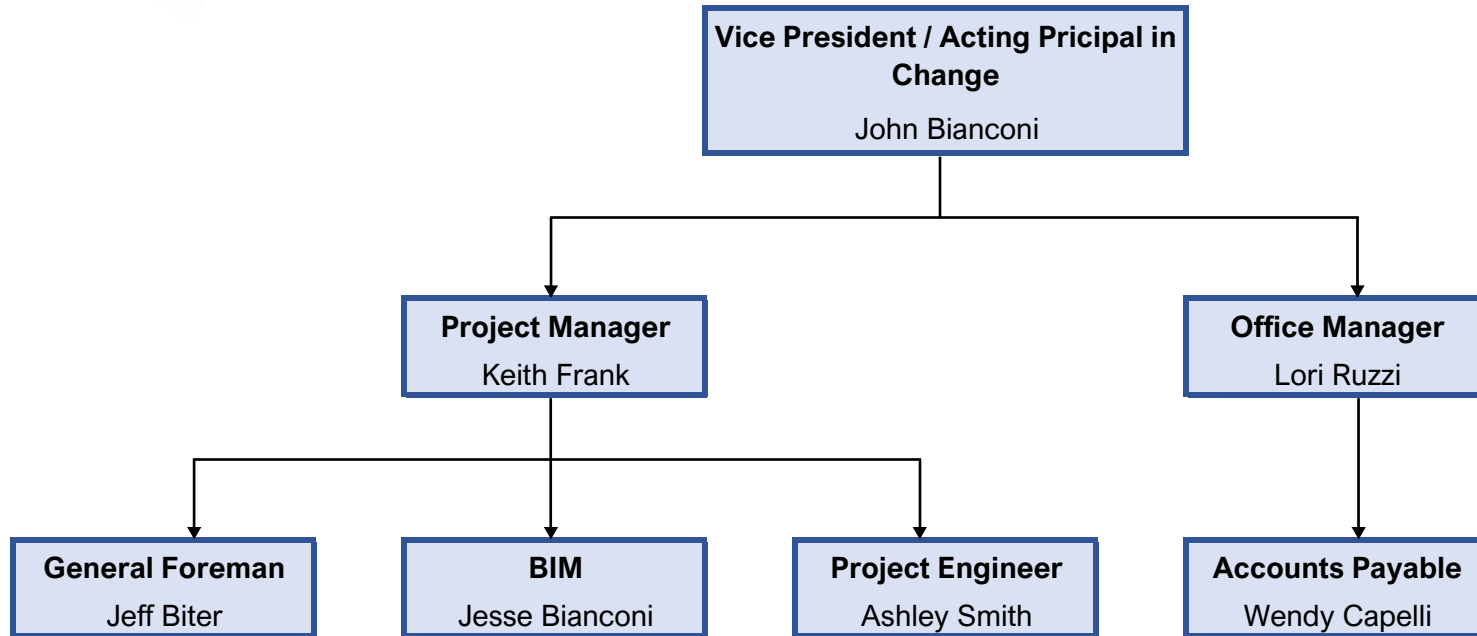 Vice President / Acting Pricipal in
Change
John Bianconi
Project Manager
Keith Frank
Office Manager
Lori Ruzzi
General Foreman
Jeff Biter
BIM
Jesse Bianconi
Project Engineer
Ashley Smith
Accounts Payable
Wendy Capelli